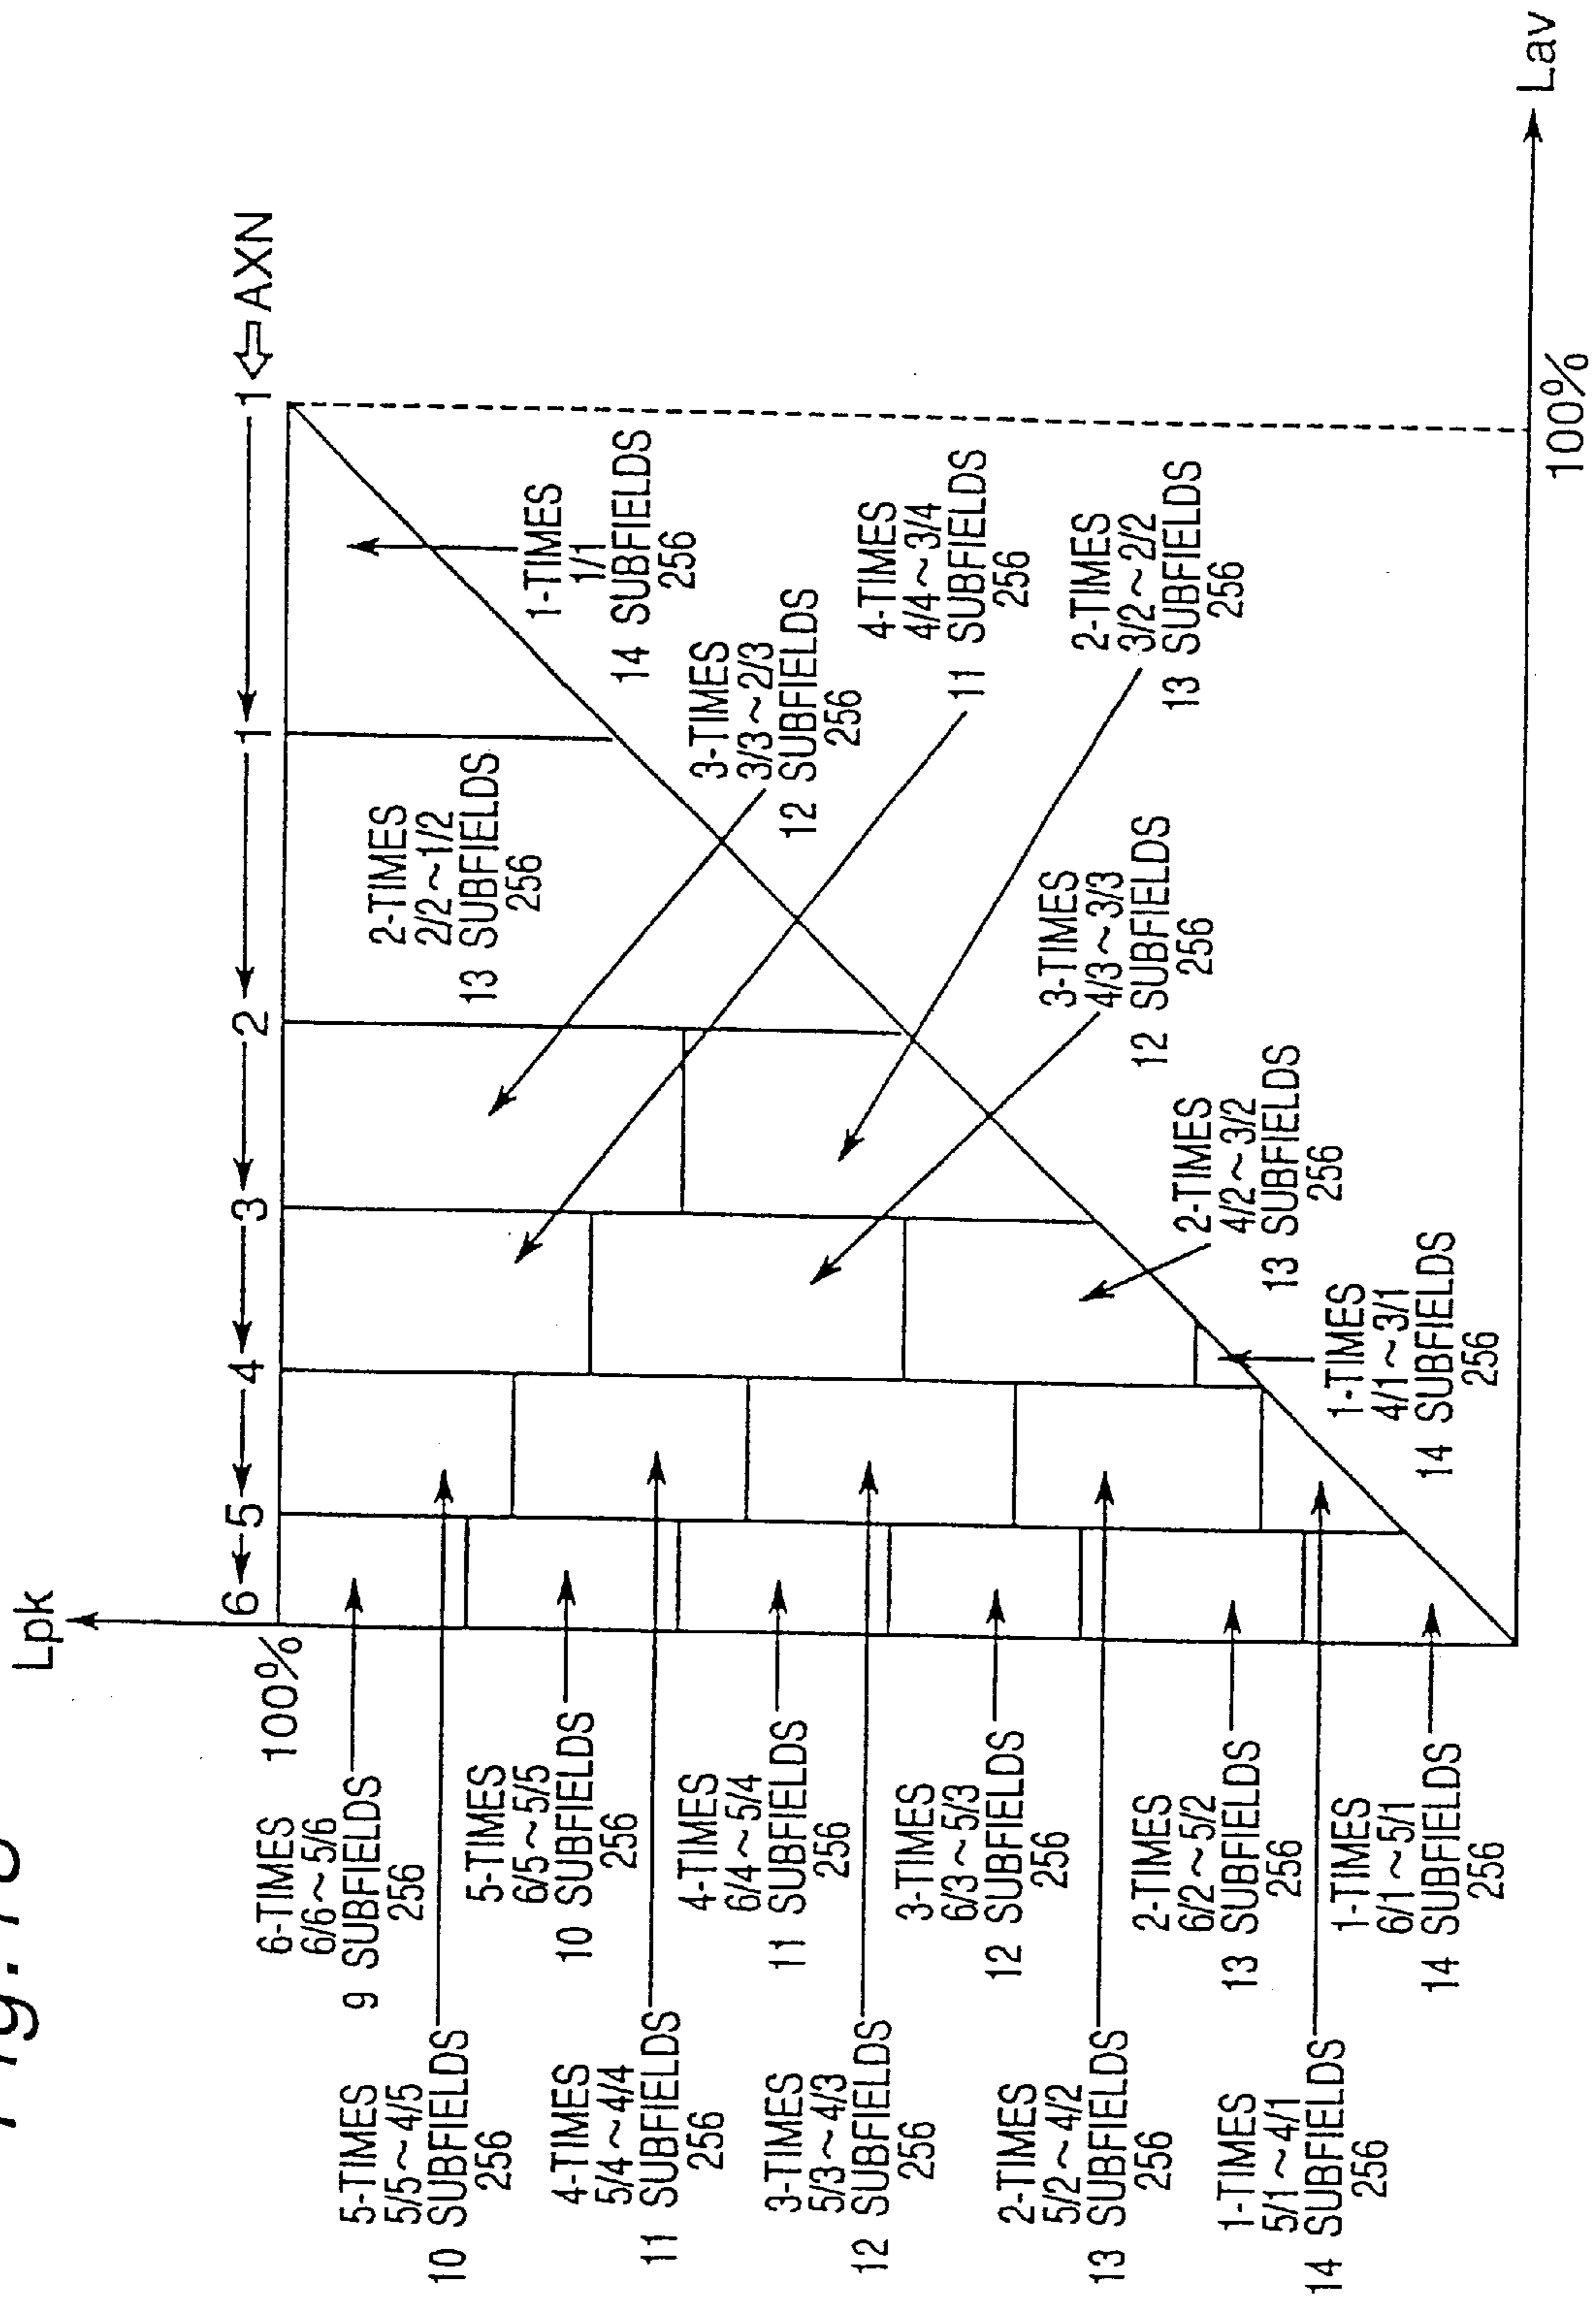 Lpk
100%
6
5
4
3
2
1
1
AXN
6-TIMES
6/6 ~ 5/6
9 SUBFIELDS
256
5-TIMES
5/5 ~ 4/5
10 SUBFIELDS
256
5-TIMES
6/5 ~ 5/5
10 SUBFIELDS
256
4-TIMES
5/4 ~ 4/4
11 SUBFIELDS
256
4-TIMES
6/4 ~ 5/4
11 SUBFIELDS
256
3-TIMES
5/3 ~ 4/3
12 SUBFIELDS
256
3-TIMES
6/3 ~ 5/3
12 SUBFIELDS
256
2-TIMES
5/2 ~ 4/2
13 SUBFIELDS
256
2-TIMES
6/2 ~ 5/2
13 SUBFIELDS
256
1-TIMES
5/1 ~ 4/1
14 SUBFIELDS
256
1-TIMES
6/1 ~ 5/1
14 SUBFIELDS
256
2-TIMES
2/2 ~ 1/2
13 SUBFIELDS
256
1-TIMES
1/1
14 SUBFIELDS
256
3-TIMES
3/3 ~ 2/3
12 SUBFIELDS
256
4-TIMES
4/4 ~ 3/4
11 SUBFIELDS
256
2-TIMES
3/2 ~ 2/2
13 SUBFIELDS
256
3-TIMES
4/3 ~ 3/3
12 SUBFIELDS
256
2-TIMES
4/2 ~ 3/2
13 SUBFIELDS
256
1-TIMES
4/1 ~ 3/1
14 SUBFIELDS
256
100%
Lav